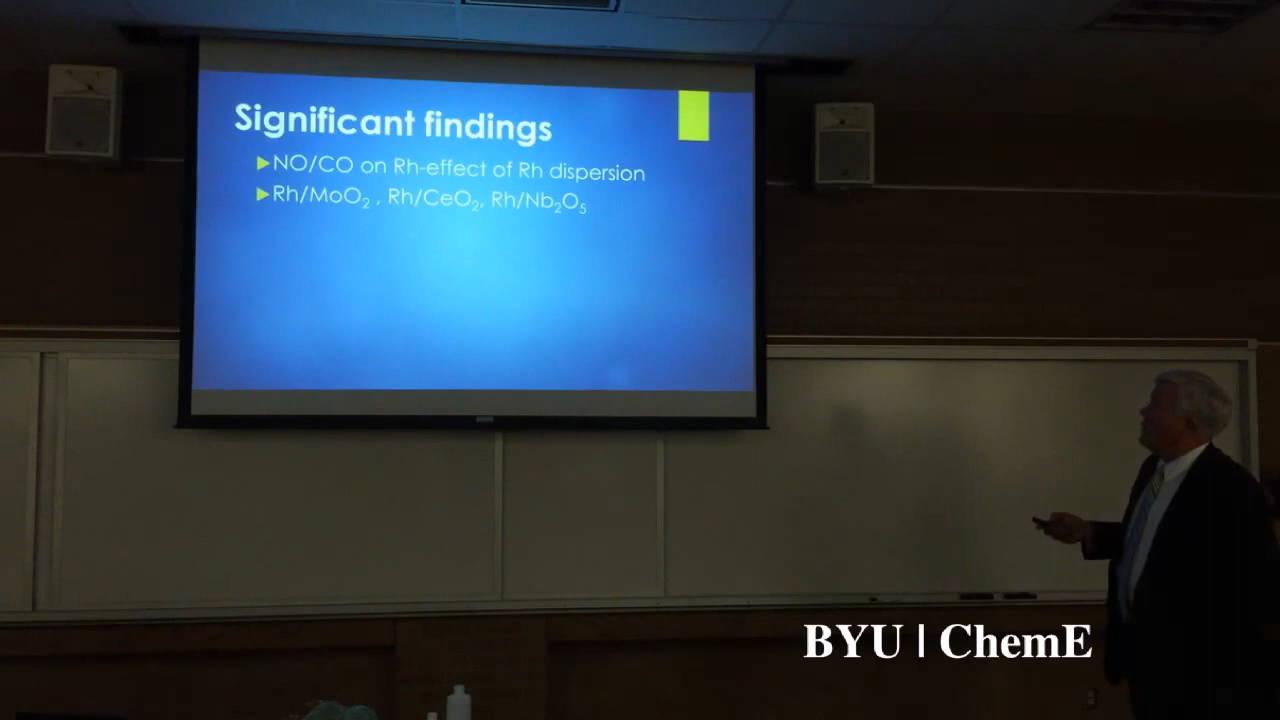 Significant findings
▶NO/CO on Rh-effect of Rh dispersion
▶Rh/MoO₂ , Rh/CeO₂, Rh/Nb₂O₅
BYU | ChemE